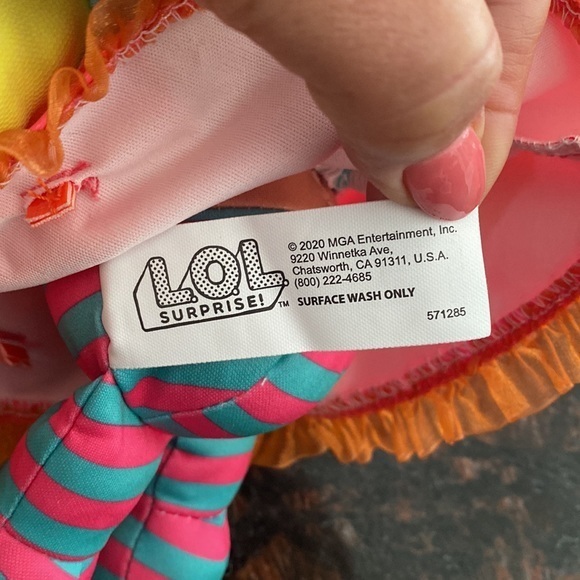 L.O.L.
SURPRISE!™
© 2020 MGA Entertainment, Inc.
9220 Winnetka Ave,
Chatsworth, CA 91311, U.S.A.
(800) 222-4685
SURFACE WASH ONLY
571285